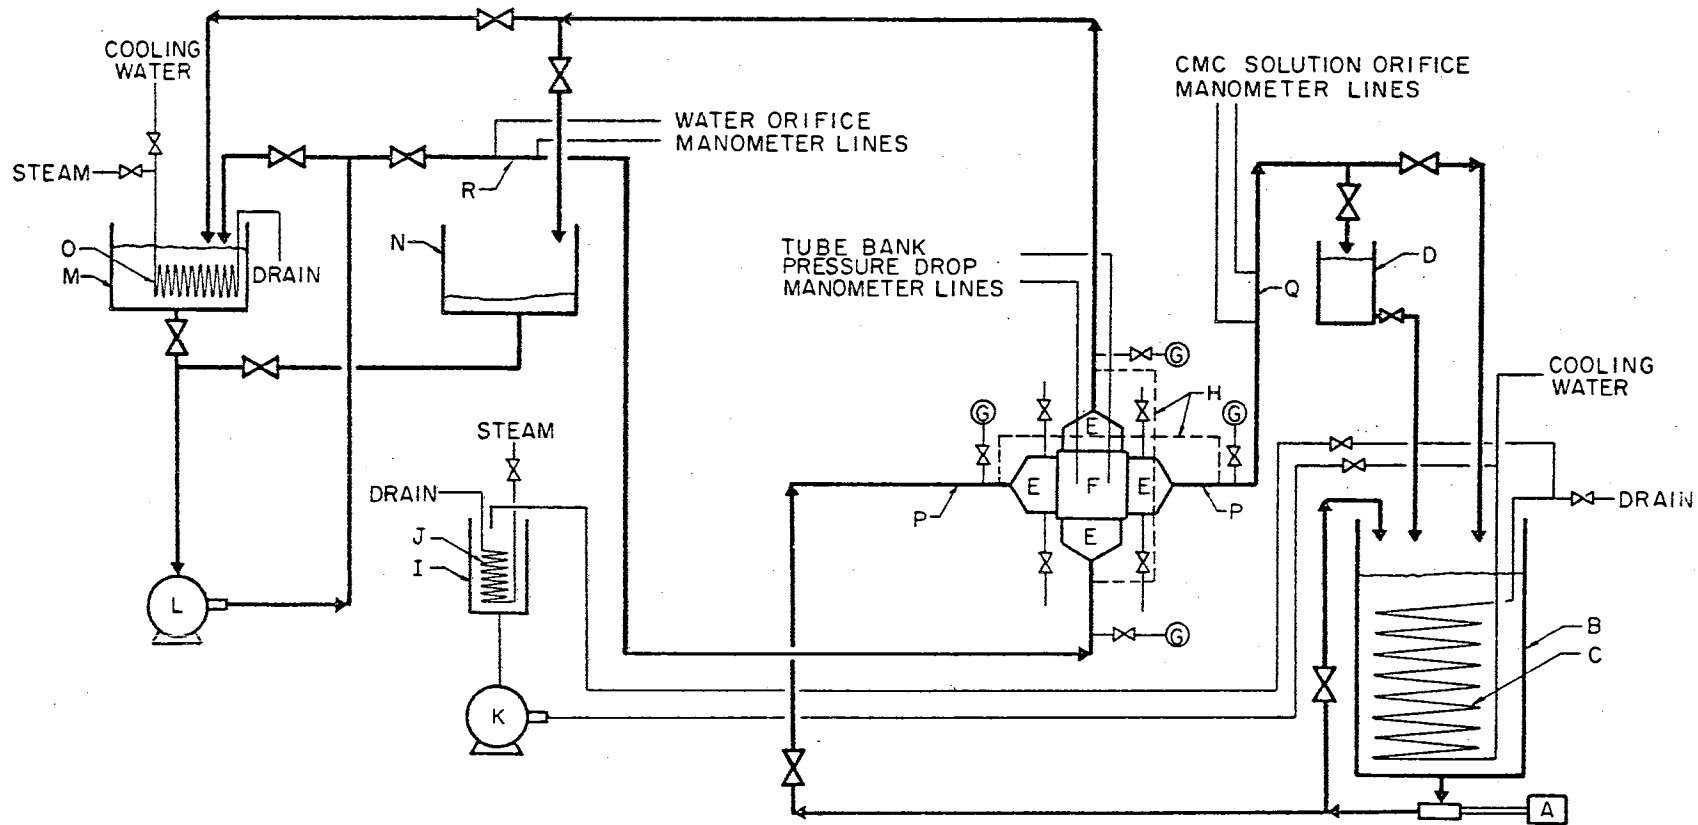 COOLING
WATER
CMC SOLUTION ORIFICE
MANOMETER LINES
WATER ORIFICE
MANOMETER LINES
STEAM
R
O
M
DRAIN
N
TUBE BANK
PRESSURE DROP
MANOMETER LINES
D
Q
G
H
COOLING
WATER
G
G
E
STEAM
DRAIN
E
F
E
P
P
DRAIN
J
I
E
L
G
B
C
K
A